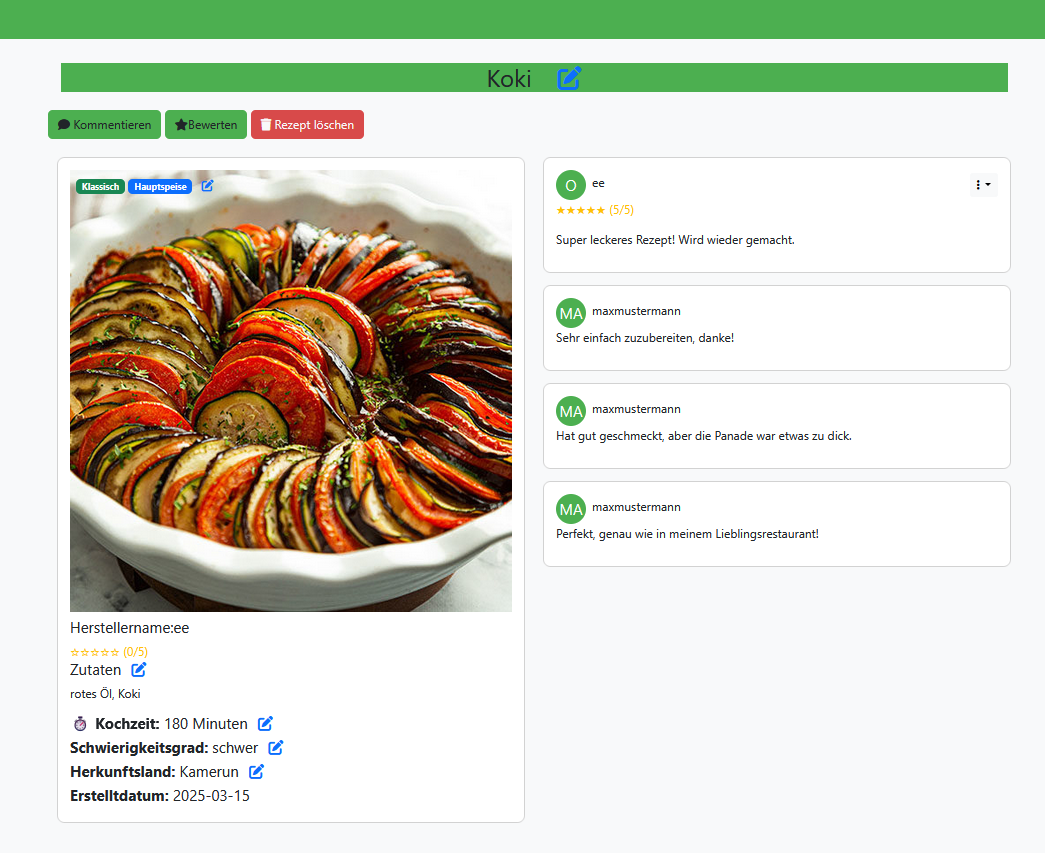 Koki
Kommentieren
Bewerten
Rezept löschen
Klassisch Hauptspeise
Herstellername:ee
☆☆☆☆☆ (0/5)
Zutaten
rotes Öl, Koki
Kochzeit: 180 Minuten
Schwierigkeitsgrad: schwer
Herkunftsland: Kamerun
Erstelltdatum: 2025-03-15
O ee
★★★★★ (5/5)
Super leckeres Rezept! Wird wieder gemacht.
MA maxmustermann
Sehr einfach zuzubereiten, danke!
MA maxmustermann
Hat gut geschmeckt, aber die Panade war etwas zu dick.
MA maxmustermann
Perfekt, genau wie in meinem Lieblingsrestaurant!